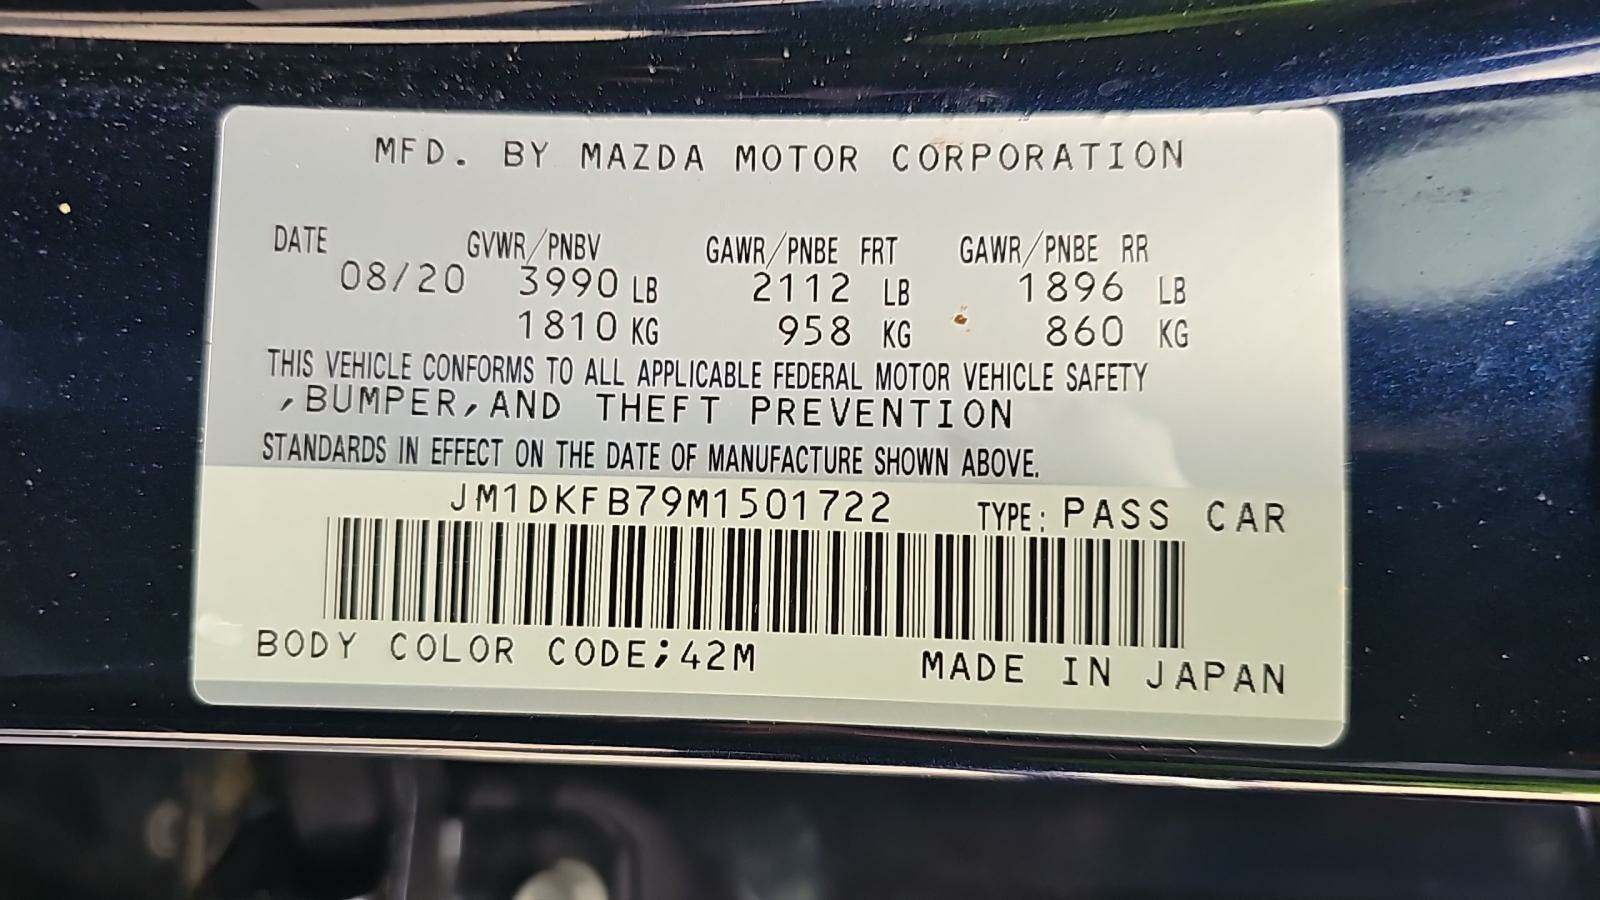 MFD. BY MAZDA MOTOR CORPORATION
DATE GVWR/PNBV GAWR/PNBE FRT GAWR/PNBE RR
08/20 3990 LB 2112 LB 1896 LB
1810 KG 958 KG 860 KG
THIS VEHICLE CONFORMS TO ALL APPLICABLE FEDERAL MOTOR VEHICLE SAFETY
,BUMPER,AND THEFT PREVENTION
STANDARDS IN EFFECT ON THE DATE OF MANUFACTURE SHOWN ABOVE.
JM1DKFB79M1501722 TYPE: PASS CAR
BODY COLOR CODE;42M MADE IN JAPAN